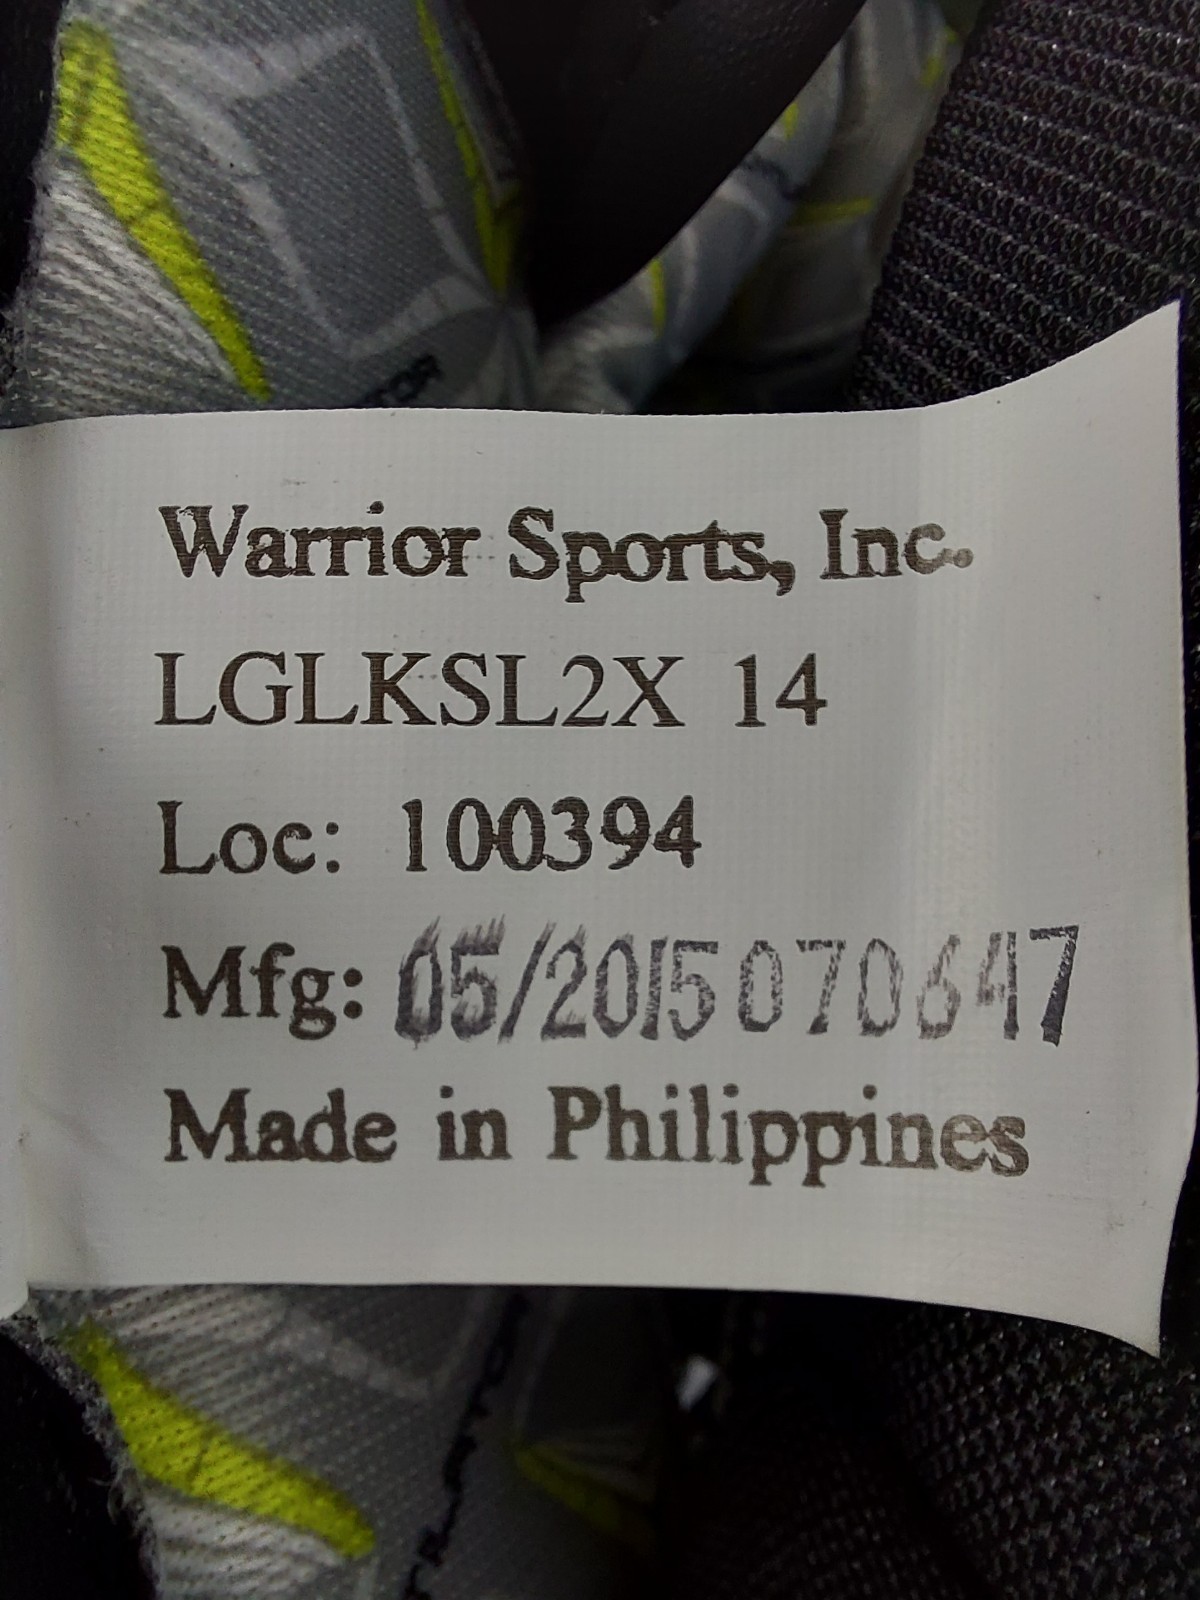 Warrior Sports, Inc.
LGLKSL2X 14
Loc: 100394
Mfg: 05/2015 070647
Made in Philippines